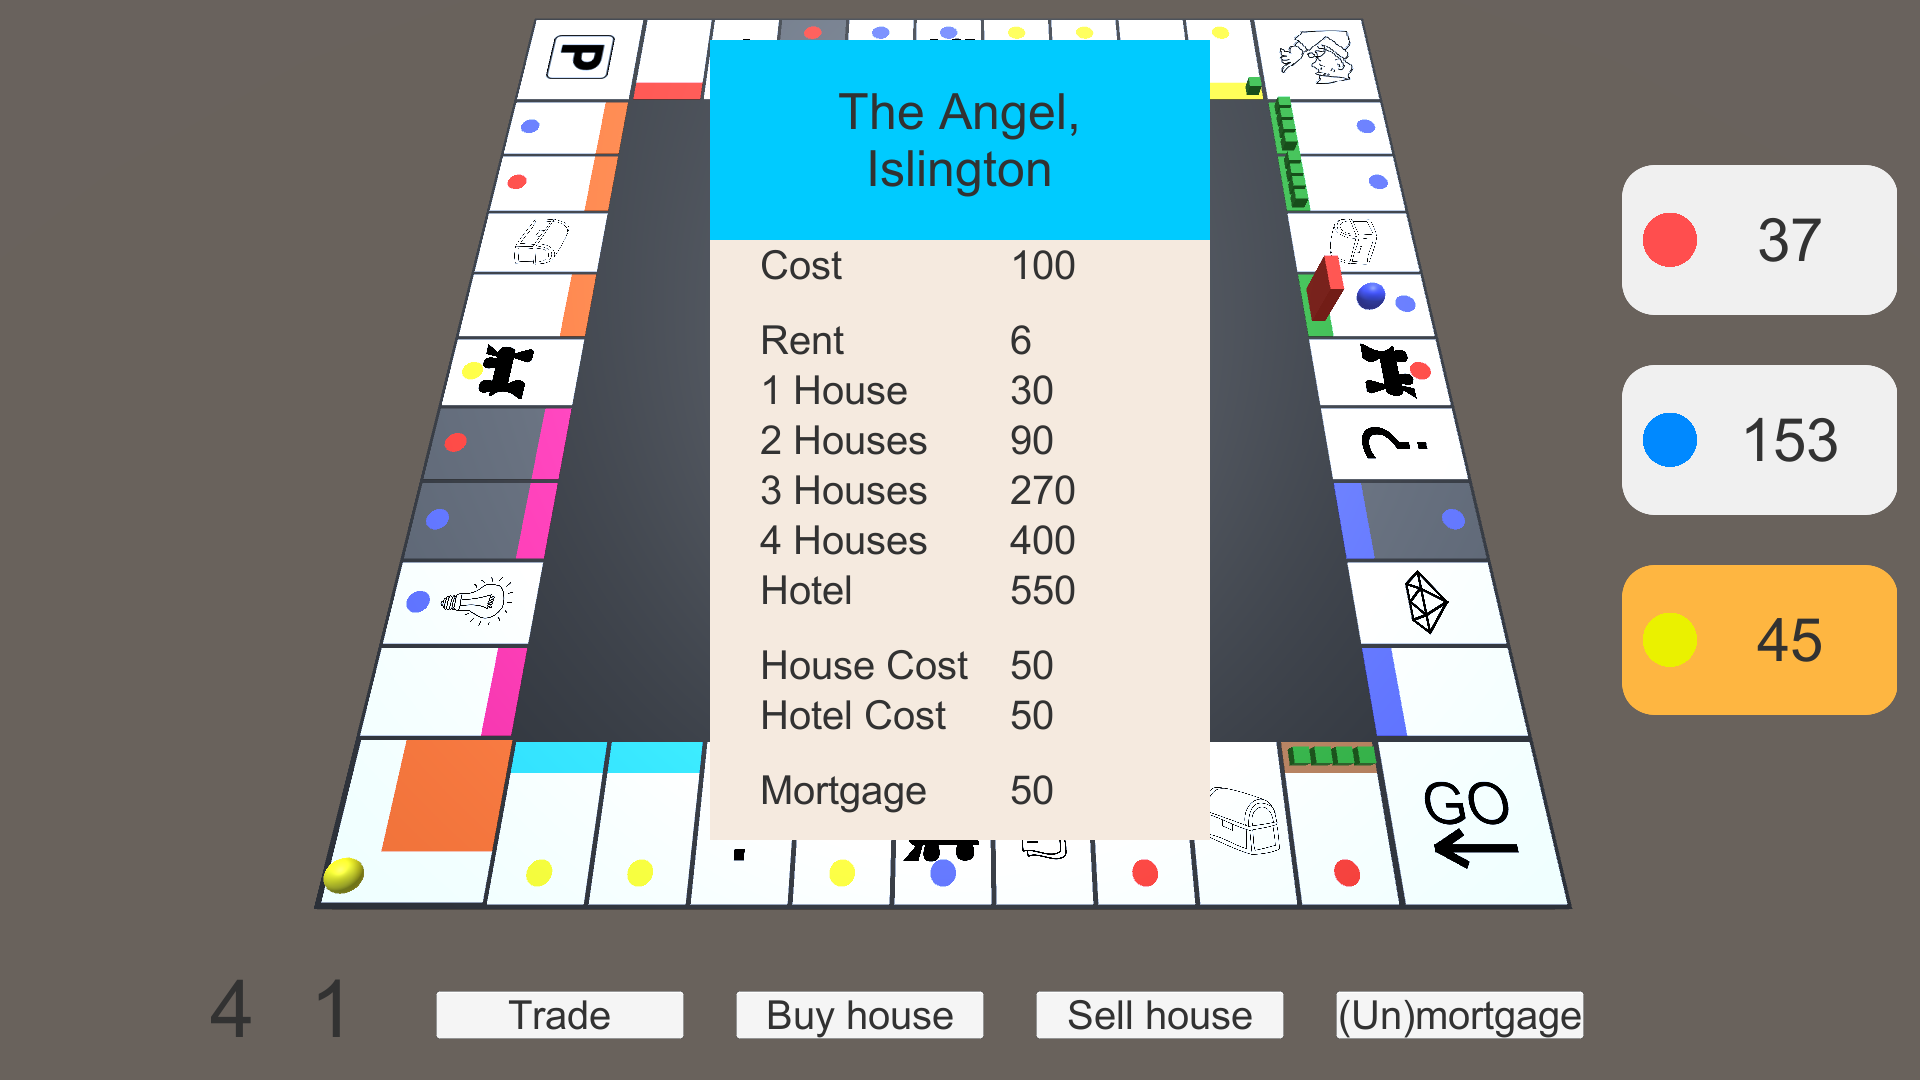 P
The Angel,
Islington
Cost 100
Rent 6
1 House 30
2 Houses 90
3 Houses 270
4 Houses 400
Hotel 550
House Cost 50
Hotel Cost 50
Mortgage 50
37
153
45
?
GO
4 1
Trade
Buy house
Sell house
(Un)mortgage